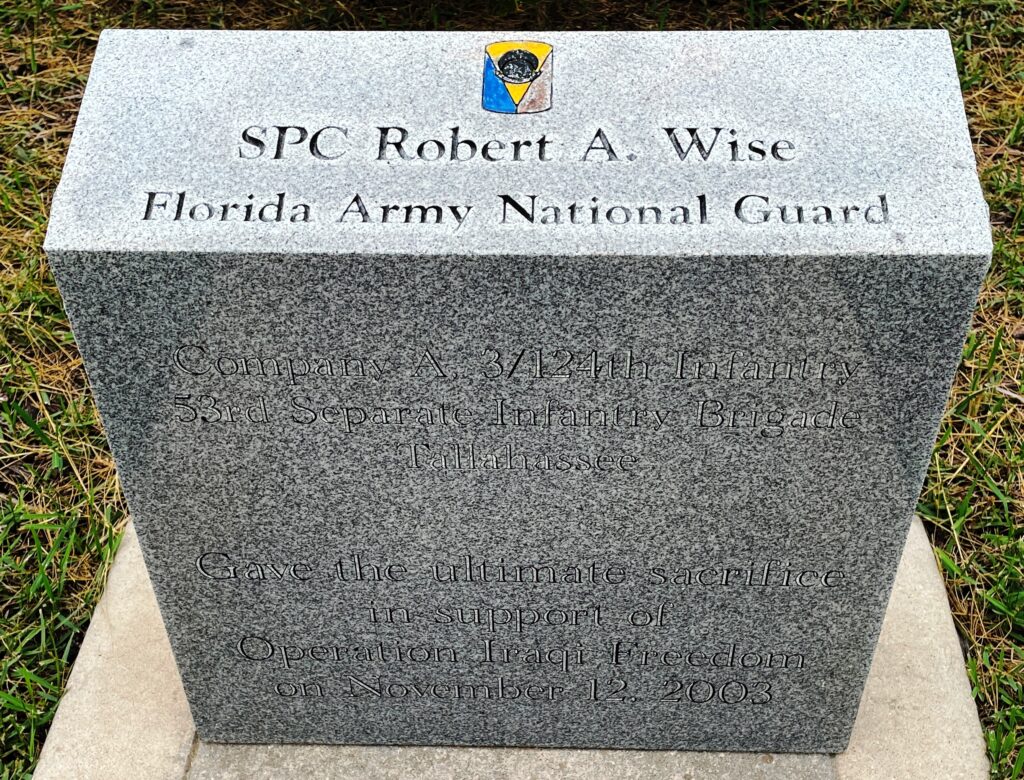 SPC Robert A. Wise
Florida Army National Guard
Company A, 3/124th Infantry
53rd Separate Infantry Brigade
Tallahassee
Gave the ultimate sacrifice
in support of
Operation Iraqi Freedom
on November 12, 2003